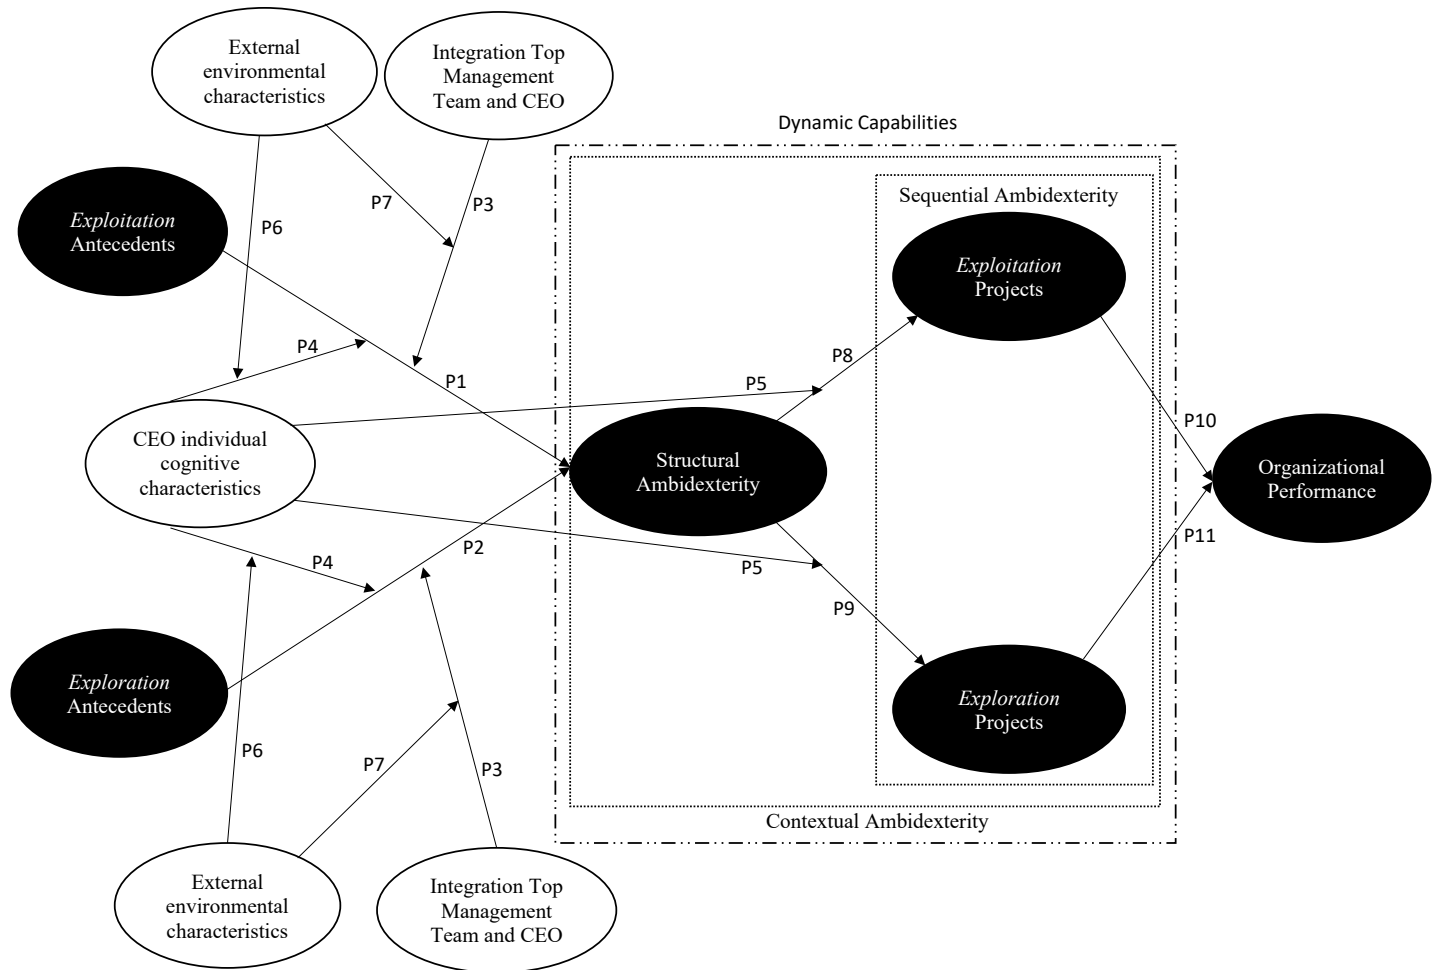 External
environmental
characteristics
Integration Top
Management
Team and CEO
Dynamic Capabilities
Exploitation
Antecedents
P7
P3
P6
Sequential Ambidexterity
Exploitation
Projects
P4
P1
P5
P8
CEO individual
cognitive
characteristics
Structural
Ambidexterity
P10
Organizational
Performance
P4
P2
P5
P9
P11
Exploration
Antecedents
Exploration
Projects
P6
P7
P3
Contextual Ambidexterity
External
environmental
characteristics
Integration Top
Management
Team and CEO